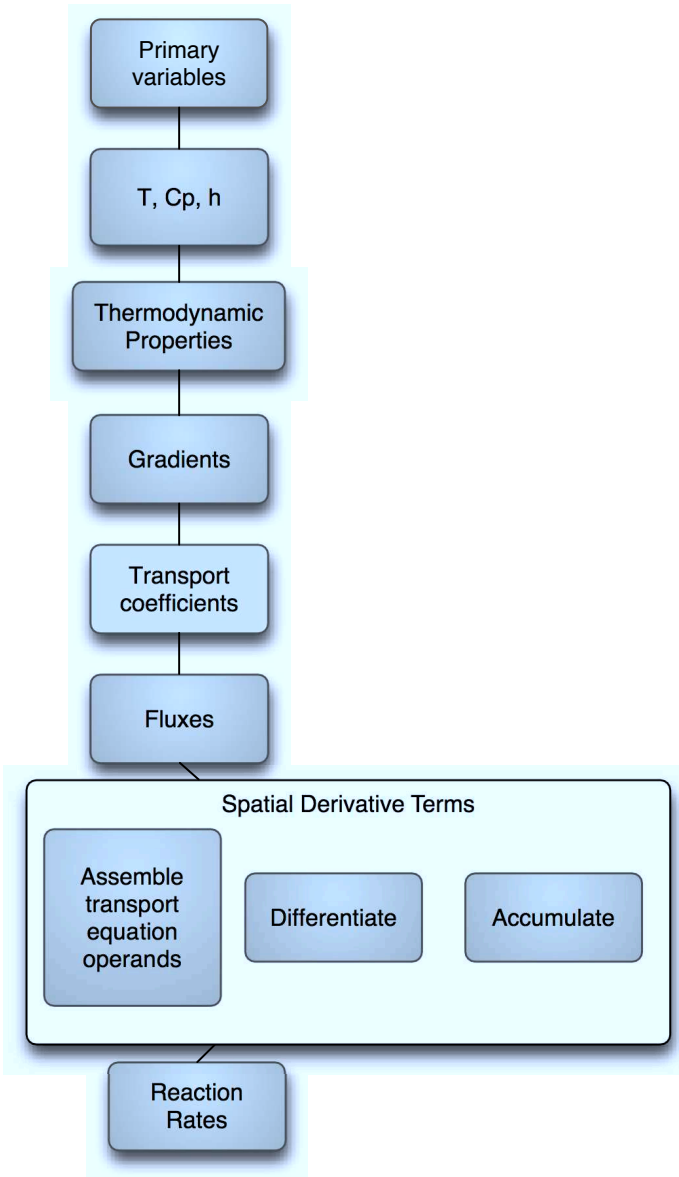 Primary
variables
T, Cp, h
Thermodynamic
Properties
Gradients
Transport
coefficients
Fluxes
Spatial Derivative Terms
Assemble
transport
equation
operands
Differentiate
Accumulate
Reaction
Rates